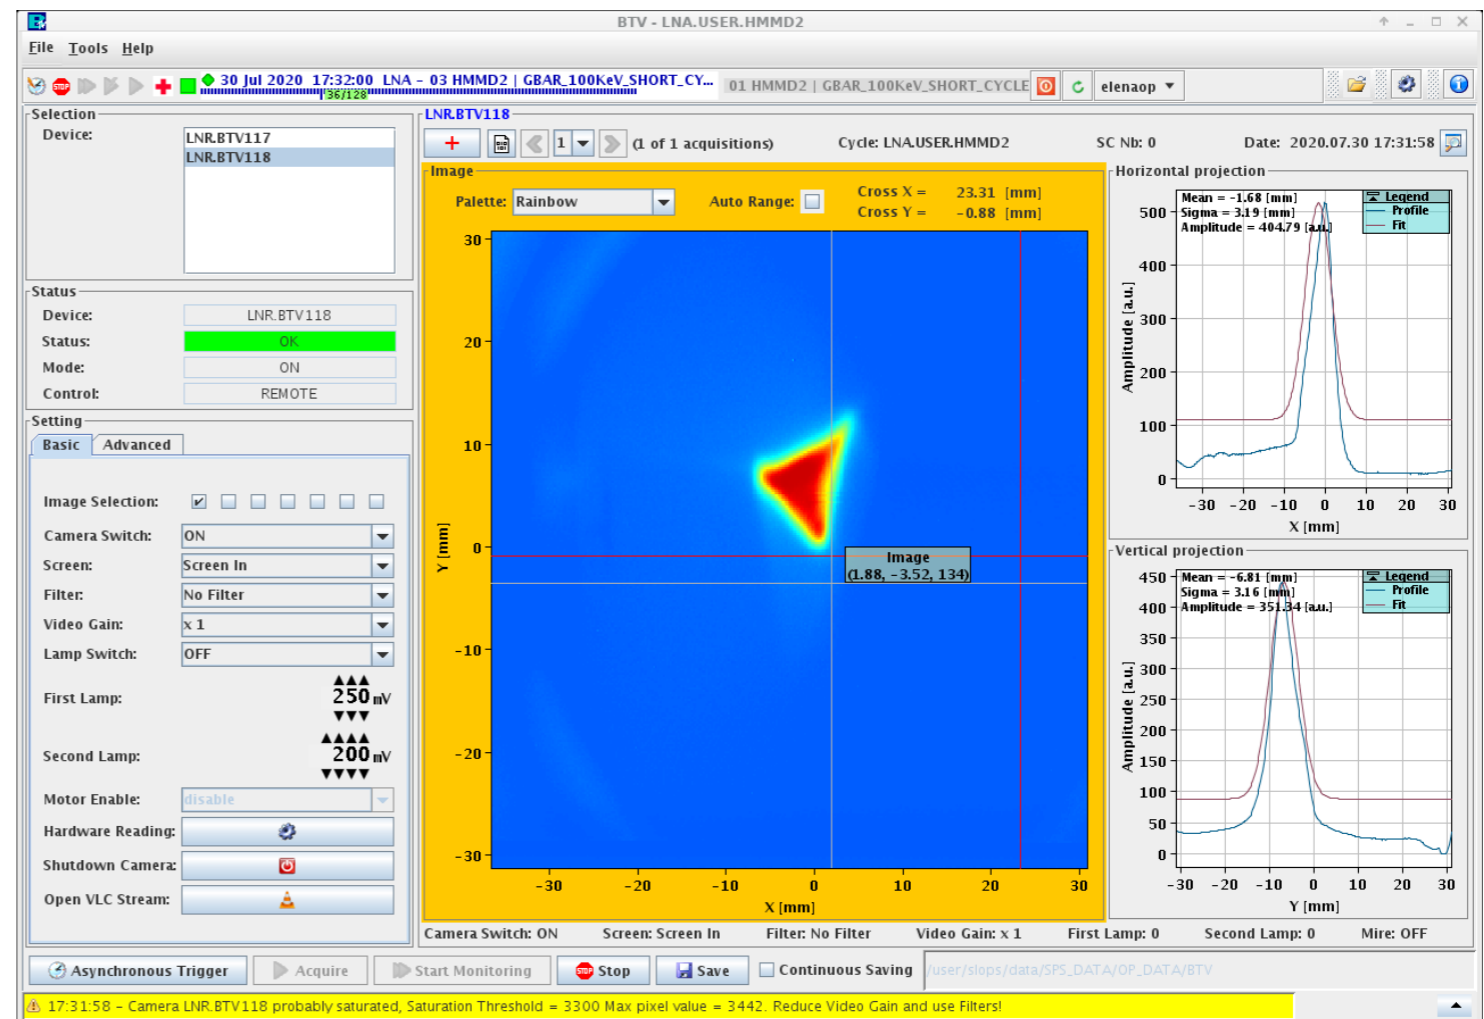 BTV - LNA.USER.HMMD2
File Tools Help
30 Jul 2020 17:32:00 LNA - 03 HMMD2 | GBAR_100KeV_SHORT_CY... 01 HMMD2 | GBAR_100KeV_SHORT_CYCLE elenaop
36/128
Selection
Device:
LNR.BTV117
LNR.BTV118
Status
Device: LNR.BTV118
Status: OK
Mode: ON
Control: REMOTE
Setting
Basic Advanced
Image Selection:
Camera Switch: ON
Screen: Screen In
Filter: No Filter
Video Gain: x 1
Lamp Switch: OFF
First Lamp: 250 mV
Second Lamp: 200 mV
Motor Enable: disable
Hardware Reading:
Shutdown Camera:
Open VLC Stream:
LNR.BTV118
1 (1 of 1 acquisitions) Cycle: LNA.USER.HMMD2 SC Nb: 0 Date: 2020.07.30 17:31:58
Image
Palette: Rainbow Auto Range: Cross X = 23.31 [mm]
Cross Y = -0.88 [mm]
30
20
10
0
-10
-20
-30
Y [mm]
Image
(1.88, -3.52, 134)
-30 -20 -10 0 10 20 30
X [mm]
Horizontal projection
Mean = -1.68 [mm]
Sigma = 3.19 [mm]
Amplitude = 404.79 [a.u.]
Legend
Profile
Fit
500
400
300
200
100
0
Amplitude [a.u.]
-30 -20 -10 0 10 20 30
X [mm]
Vertical projection
Mean = -6.81 [mm]
Sigma = 3.16 [mm]
Amplitude = 351.34 [a.u.]
Legend
Profile
Fit
450
400
350
300
250
200
150
100
50
0
Amplitude [a.u.]
-30 -20 -10 0 10 20 30
Y [mm]
Camera Switch: ON Screen: Screen In Filter: No Filter Video Gain: x 1 First Lamp: 0 Second Lamp: 0 Mire: OFF
Asynchronous Trigger Acquire Start Monitoring Stop Save Continuous Saving /user/slops/data/SPS_DATA/OP_DATA/BTV
17:31:58 - Camera LNR.BTV118 probably saturated, Saturation Threshold = 3300 Max pixel value = 3442. Reduce Video Gain and use Filters!